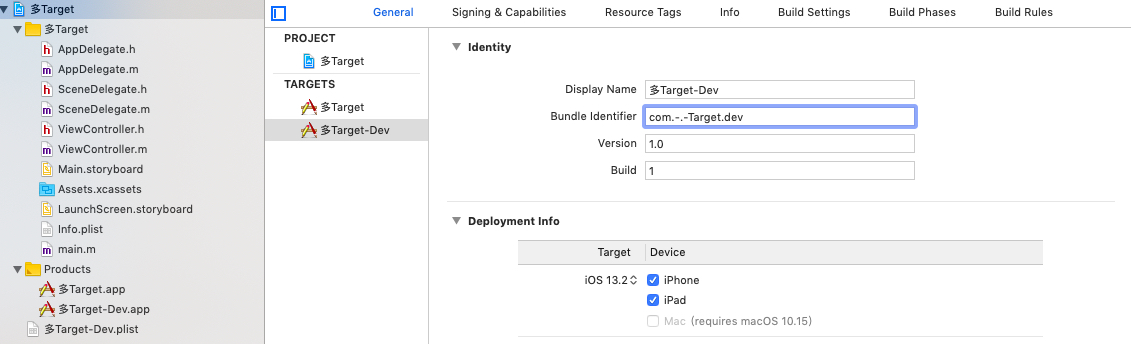 多Target
多Target
AppDelegate.h
AppDelegate.m
SceneDelegate.h
SceneDelegate.m
ViewController.h
ViewController.m
Main.storyboard
Assets.xcassets
LaunchScreen.storyboard
Info.plist
main.m
Products
多Target.app
多Target-Dev.app
多Target-Dev.plist
General Signing & Capabilities Resource Tags Info Build Settings Build Phases Build Rules
PROJECT
多Target
TARGETS
多Target
多Target-Dev
Identity
Display Name 多Target-Dev
Bundle Identifier com.-.-Target.dev
Version 1.0
Build 1
Deployment Info
Target Device
iOS 13.2 iPhone
iPad
Mac (requires macOS 10.15)